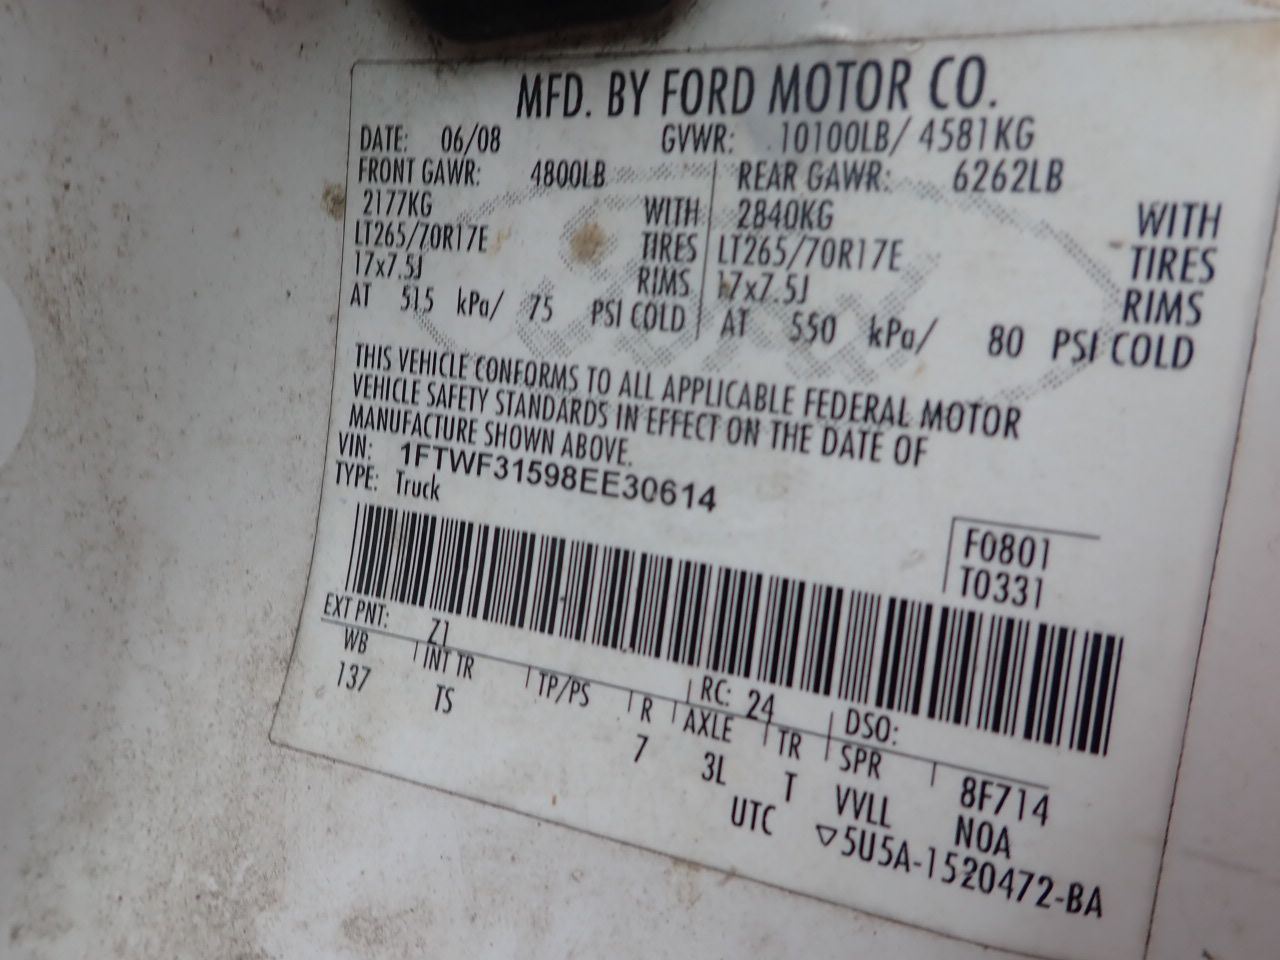 MFD. BY FORD MOTOR CO.
DATE: 06/08 GVWR: 10100LB/ 4581KG
FRONT GAWR: 4800LB REAR GAWR: 6262LB
2177KG WITH 2840KG WITH
LT265/70R17E TIRES LT265/70R17E TIRES
17x7.5J RIMS 17x7.5J RIMS
AT 515 kPa/ 75 PSI COLD AT 550 kPa/ 80 PSI COLD
THIS VEHICLE CONFORMS TO ALL APPLICABLE FEDERAL MOTOR
VEHICLE SAFETY STANDARDS IN EFFECT ON THE DATE OF
MANUFACTURE SHOWN ABOVE.
VIN: 1FTWF31598EE30614
TYPE: Truck
F0801
T0331
EXT PNT: Z1 RC: 24 DSO:
WB INT TR TP/PS R AXLE TR SPR 8F714
137 TS 7 3L T VVLL NOA
UTC ▽5U5A-1520472-BA